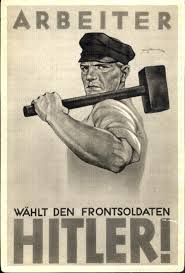 ARBEITER
WÄHLT DEN FRONTSOLDATEN
HITLER!